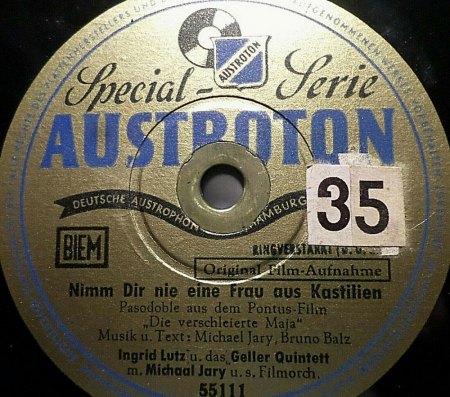 AUSTROTON
Special- Serie
AUSTROTON
DEUTSCHE AUSTROPHON HAMBURG
35
BIEM
RINGVERSTÄRKT
Original Film-Aufnahme
Nimm Dir nie eine Frau aus Kastilien
Pasodoble aus dem Pontus-Film
„Die verschleierte Maja"
Musik u. Text: Michael Jary, Bruno Balz
Ingrid Lutz u. das Geller Quintett
m. Michaal Jary u. s. Filmorch.
55111